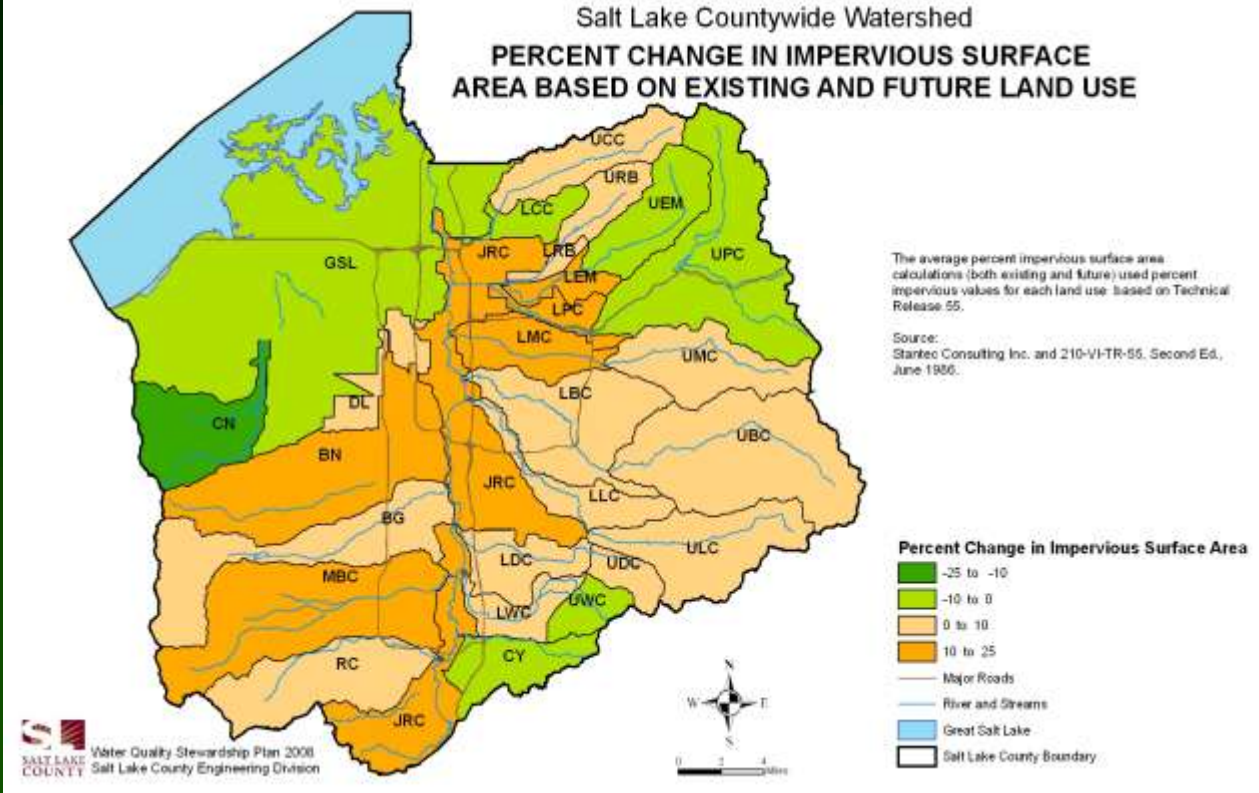 Salt Lake Countywide Watershed
PERCENT CHANGE IN IMPERVIOUS SURFACE
AREA BASED ON EXISTING AND FUTURE LAND USE
UCC
URB
LCC
UEM
JRC
LRB
UPC
GSL
LEM
LPC
LMC
UMC
DL
LBC
CN
UBC
BN
JRC
LLC
BG
ULC
LDC
UDC
MBC
UWC
LWC
RC
CY
JRC
The average percent impervious surface area
calculations (both existing and future) used percent
impervious values for each land use based on Technical
Release 55.
Source:
Stantec Consulting Inc. and 210-VI-TR-55, Second Ed.,
June 1986.
Percent Change in Impervious Surface Area
-25 to -10
-10 to 0
0 to 10
10 to 25
Major Roads
River and Streams
Great Salt Lake
Salt Lake County Boundary
N
W E
S
0 2 4
Miles
SALT LAKE
COUNTY
Water Quality Stewardship Plan 2008
Salt Lake County Engineering Division